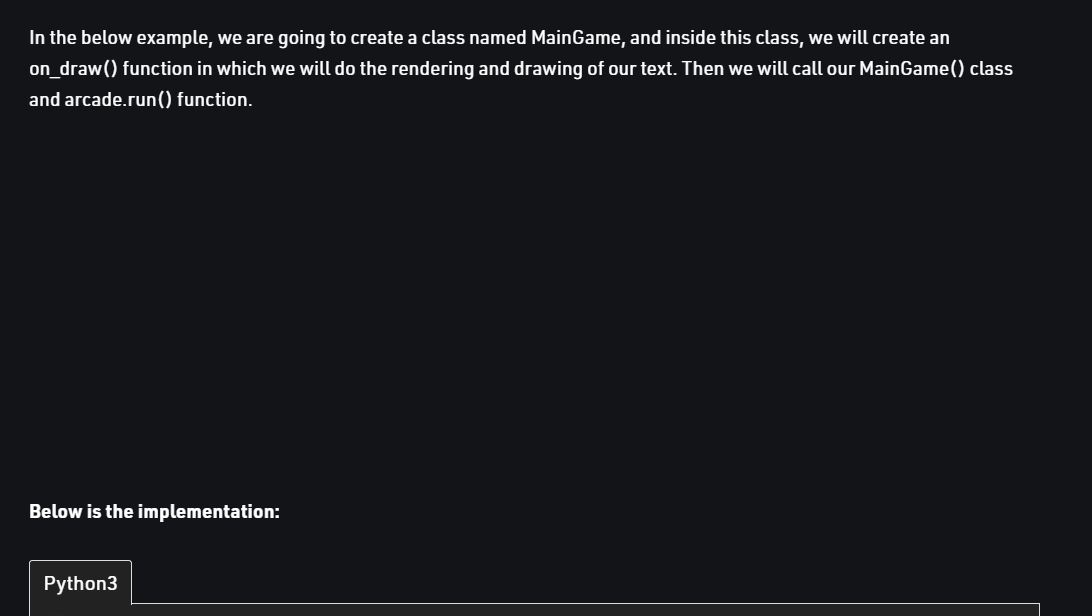 In the below example, we are going to create a class named MainGame, and inside this class, we will create an
on_draw() function in which we will do the rendering and drawing of our text. Then we will call our MainGame() class
and arcade.run() function.
Below is the implementation:
Python3